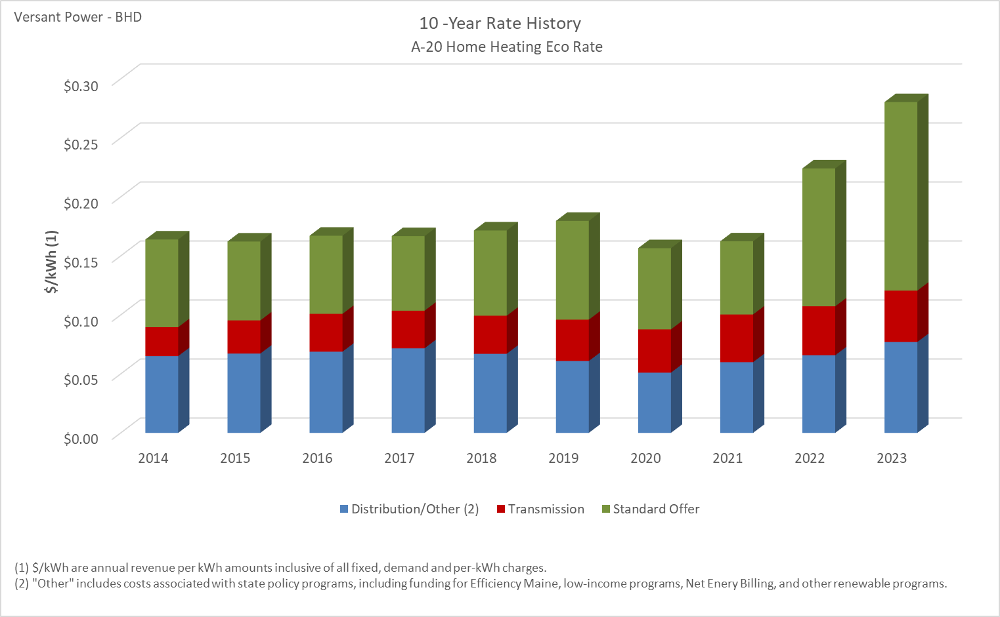 Versant Power - BHD
10 -Year Rate History
A-20 Home Heating Eco Rate
$0.30
$0.25
$0.20
$0.15
$0.10
$0.05
$0.00
$/kWh (1)
2014 2015 2016 2017 2018 2019 2020 2021 2022 2023
Distribution/Other (2) Transmission Standard Offer
(1) $/kWh are annual revenue per kWh amounts inclusive of all fixed, demand and per-kWh charges.
(2) "Other" includes costs associated with state policy programs, including funding for Efficiency Maine, low-income programs, Net Enery Billing, and other renewable programs.